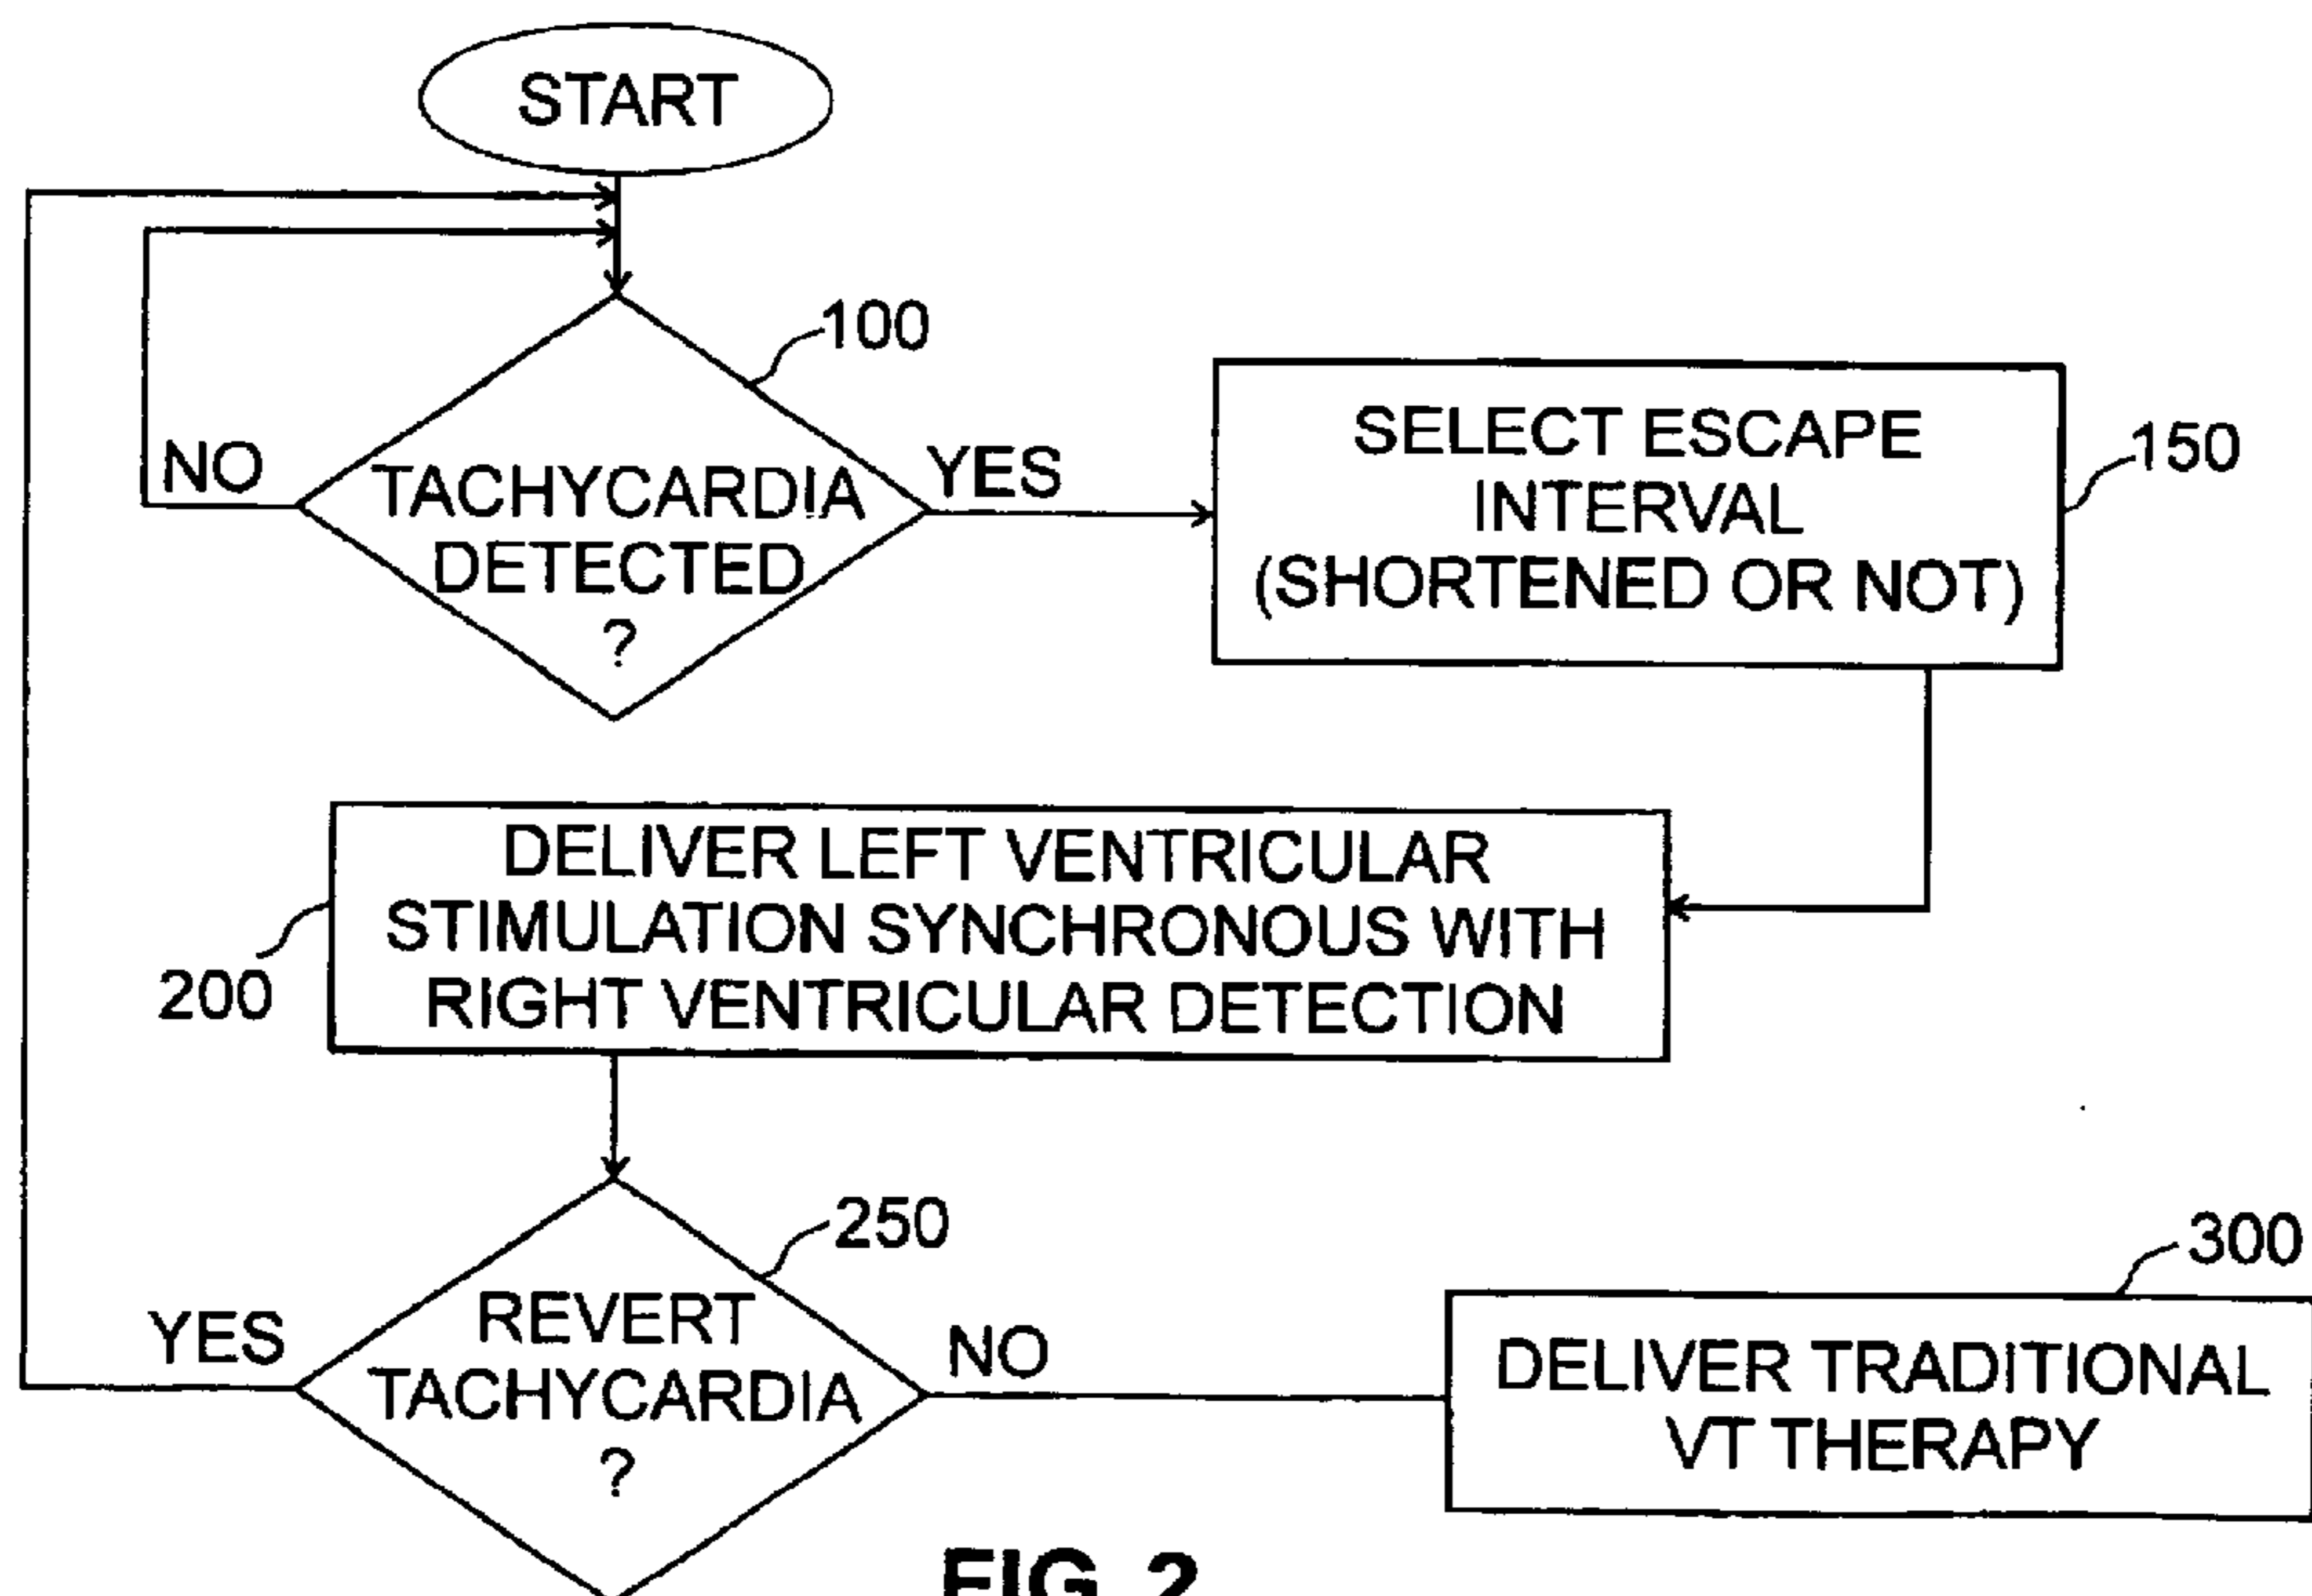 START
100
NO
TACHYCARDIA
DETECTED
?
YES
SELECT ESCAPE
INTERVAL
(SHORTENED OR NOT)
150
DELIVER LEFT VENTRICULAR
STIMULATION SYNCHRONOUS WITH
RIGHT VENTRICULAR DETECTION
200
250
YES
REVERT
TACHYCARDIA
?
NO
300
DELIVER TRADITIONAL
VT THERAPY
FIG. 2